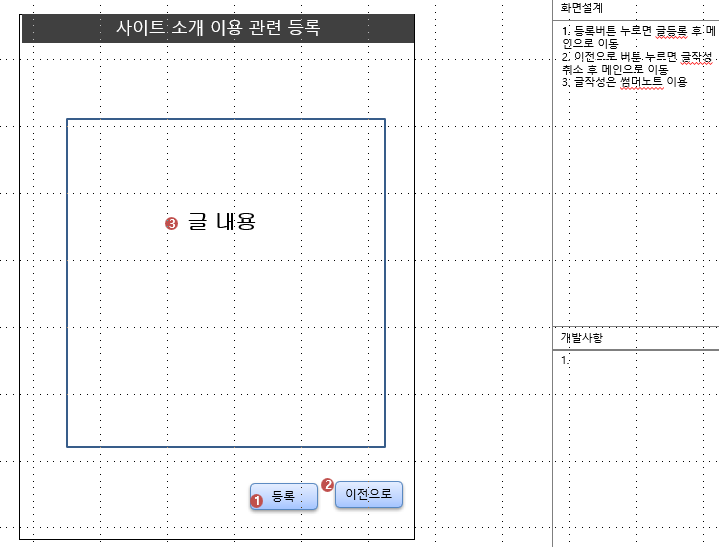 사이트 소개 이용 관련 등록
3 글 내용
1 등록
2 이전으로
화면설계
1. 등록버튼 누르면 글등록 후 메
인으로 이동
2. 이전으로 버튼 누르면 글작성
취소 후 메인으로 이동
3. 글작성은 썸머노트 이용
개발사항
1.